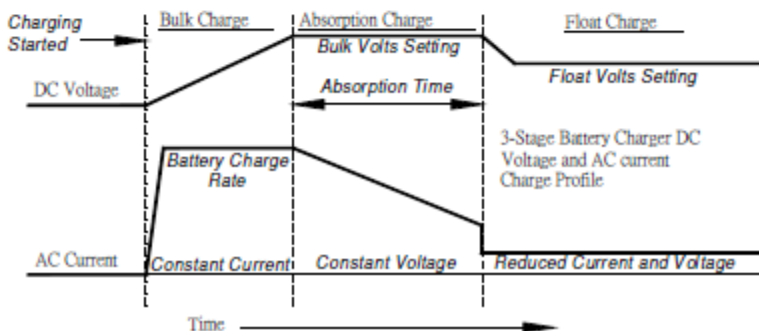 Charging
Started
Bulk Charge
Absorption Charge
Float Charge
Bulk Volts Setting
DC Voltage
Absorption Time
Float Volts Setting
3-Stage Battery Charger DC
Voltage and AC current
Charge Profile
Battery Charge
Rate
AC Current
Constant Current
Constant Voltage
Reduced Current and Voltage
Time